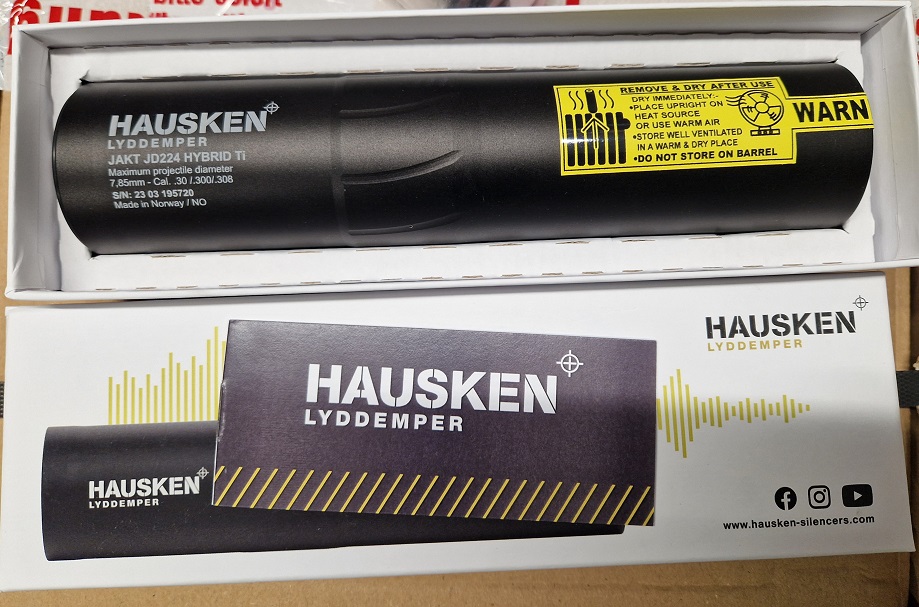 HAUSKEN
LYDDEMPER
JAKT JD224 HYBRID Ti
Maximum projectile diameter
7,85mm - Cal. .30 /.300/.308
S/N: 23 03 195720
Made in Norway / NO
REMOVE & DRY AFTER USE
DRY IMMEDIATELY:-
•PLACE UPRIGHT ON
HEAT SOURCE
OR USE WARM AIR
•STORE WELL VENTILATED
IN A WARM & DRY PLACE
•DO NOT STORE ON BARREL
WARN
HAUSKEN
LYDDEMPER
HAUSKEN
LYDDEMPER
HAUSKEN
LYDDEMPER
www.hausken-silencers.com